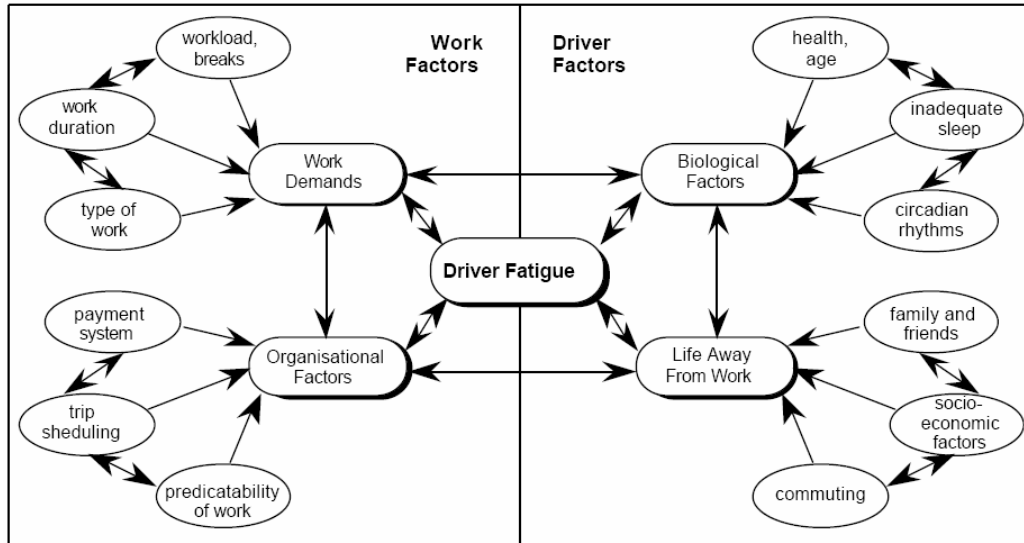 workload,
breaks
work
duration
type of
work
Work
Demands
payment
system
trip
sheduling
predicatability
of work
Organisational
Factors
Work
Factors
Driver
Factors
Driver Fatigue
health,
age
inadequate
sleep
circadian
rhythms
Biological
Factors
family and
friends
socio-
economic
factors
commuting
Life Away
From Work